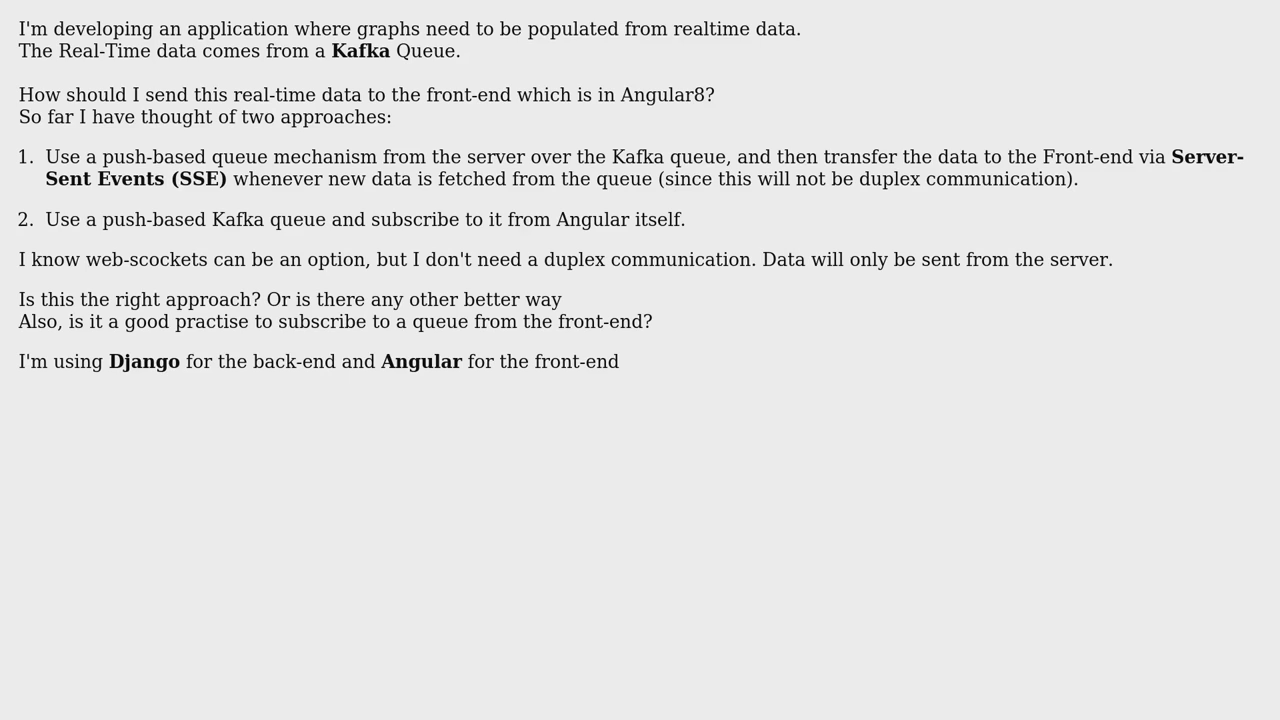 I'm developing an application where graphs need to be populated from realtime data.
The Real-Time data comes from a Kafka Queue.
How should I send this real-time data to the front-end which is in Angular8?
So far I have thought of two approaches:
1. Use a push-based queue mechanism from the server over the Kafka queue, and then transfer the data to the Front-end via Server-
Sent Events (SSE) whenever new data is fetched from the queue (since this will not be duplex communication).
2. Use a push-based Kafka queue and subscribe to it from Angular itself.
I know web-scockets can be an option, but I don't need a duplex communication. Data will only be sent from the server.
Is this the right approach? Or is there any other better way
Also, is it a good practise to subscribe to a queue from the front-end?
I'm using Django for the back-end and Angular for the front-end